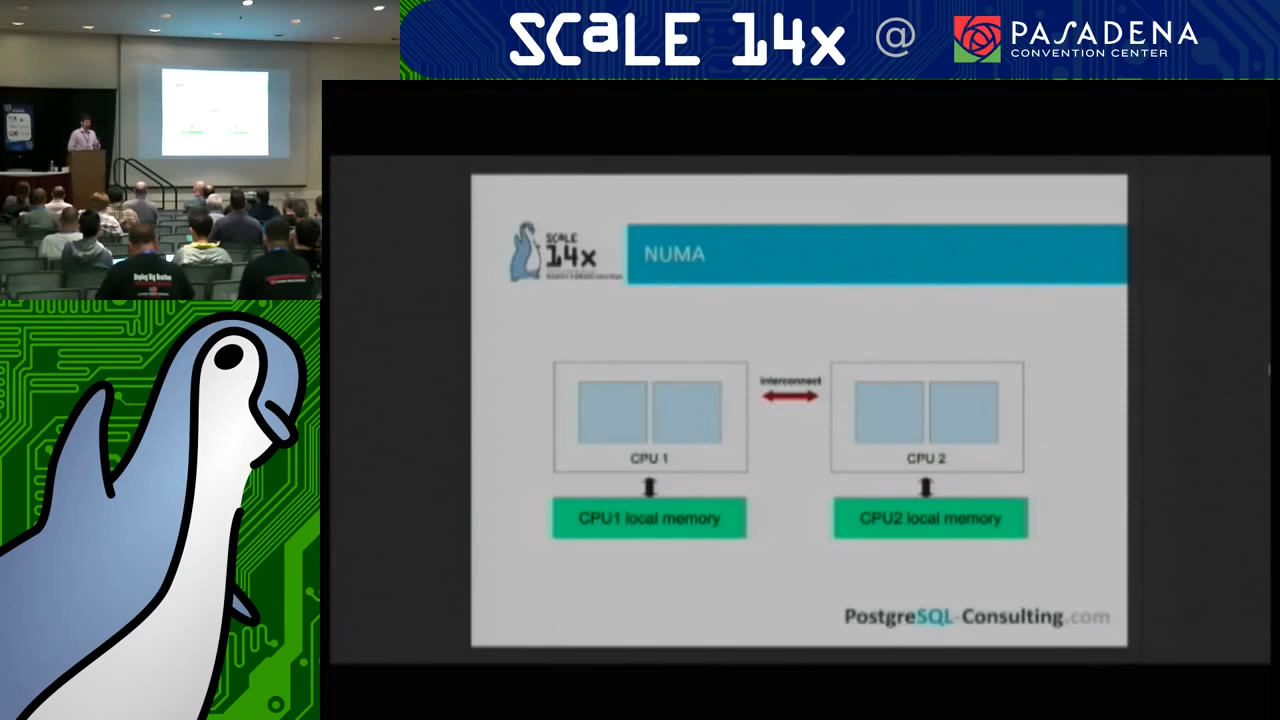 SCALE 14x @ PASADENA
CONVENTION CENTER
SCALE
14x
NUMA
Interconnect
CPU 1
CPU 2
CPU1 local memory
CPU2 local memory
PostgreSQL-Consulting.com